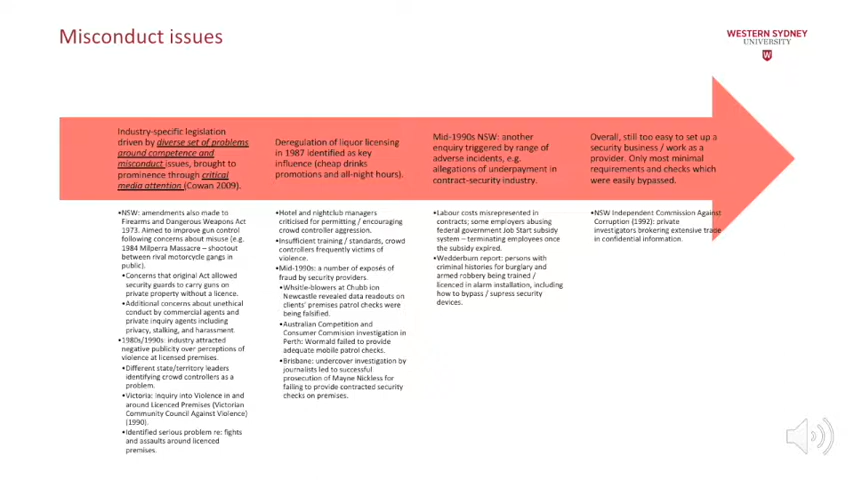 Misconduct issues
WESTERN SYDNEY
UNIVERSITY
W
Industry-specific legislation
driven by diverse set of problems
around competence and
misconduct issues, brought to
prominence through critical
media attention (Cowan 2009).
Deregulation of liquor licensing
in 1987 identified as key
influence (cheap drinks
promotions and all-night hours).
Mid-1990s NSW: another
enquiry triggered by range of
adverse incidents, e.g.
allegations of underpayment in
contract-security industry.
Overall, still too easy to set up a
security business / work as a
provider. Only most minimal
requirements and checks which
were easily bypassed.
•NSW: amendments also made to
Firearms and Dangerous Weapons Act
1973. Aimed to improve gun control
following concerns about misuse (e.g.
1984 Milperra Massacre – shootout
between rival motorcycle gangs in
public).
•Concerns that original Act allowed
security guards to carry guns on
private property without a licence.
•Additional concerns about unethical
conduct by commercial agents and
private inquiry agents including
privacy, stalking, and harassment.
•1980s/1990s: industry attracted
negative publicity over perceptions of
violence at licensed premises.
•Different state/territory leaders
identifying crowd controllers as a
problem.
•Victoria: Inquiry into Violence in and
around Licenced Premises (Victorian
Community Council Against Violence)
(1990).
•Identified serious problem re: fights
and assaults around licenced
premises.
•Hotel and nightclub managers
criticised for permitting / encouraging
crowd controller aggression.
•Insufficient training / standards, crowd
controllers frequently victims of
violence.
•Mid-1990s: a number of exposés of
fraud by security providers.
•Whsitle-blowers at Chubb ion
Newcastle revealed data readouts on
clients' premises patrol checks were
being falsified.
•Australian Competition and
Consumer Commision investigation in
Perth: Wormald failed to provide
adequate mobile patrol checks.
•Brisbane: undercover investigation by
journalists led to successful
prosecution of Mayne Nickless for
failing to provide contracted security
checks on premises.
•Labour costs misrepresented in
contracts; some employers abusing
federal government Job Start subsidy
system – terminating employees once
the subsidy expired.
•Wedderburn report: persons with
criminal histories for burglary and
armed robbery being trained /
licenced in alarm installation, including
how to bypass / supress security
devices.
•NSW Independent Commission Against
Corruption (1992): private
investigators brokering extensive trade
in confidential information.